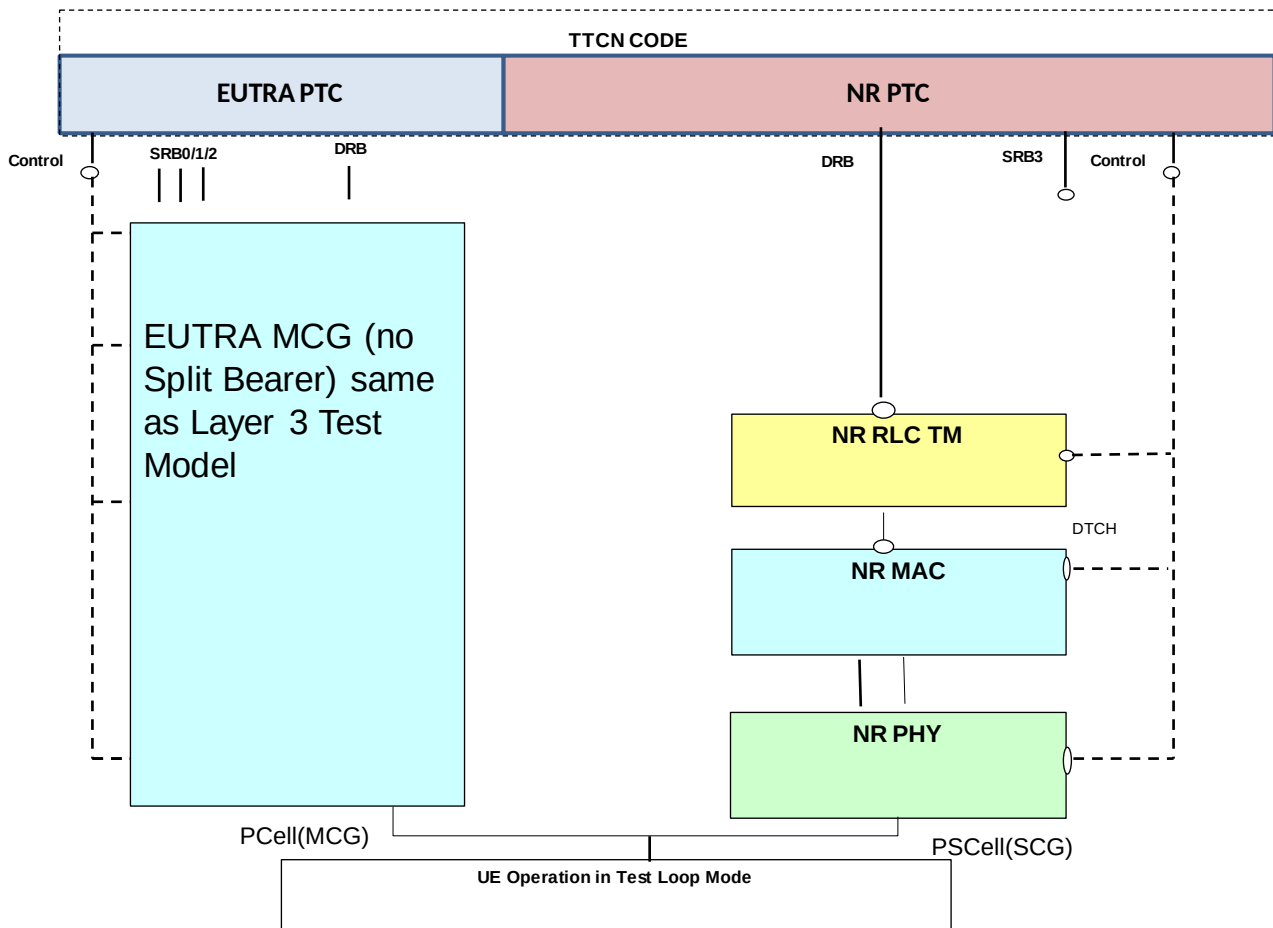 TTCN CODE
EUTRA PTC
NR PTC
Control
SRB0/1/2
DRB
DRB
SRB3
Control
EUTRA MCG (no
Split Bearer) same
as Layer 3 Test
Model
NR RLC TM
DTCH
NR MAC
NR PHY
PCell(MCG)
PSCell(SCG)
UE Operation in Test Loop Mode